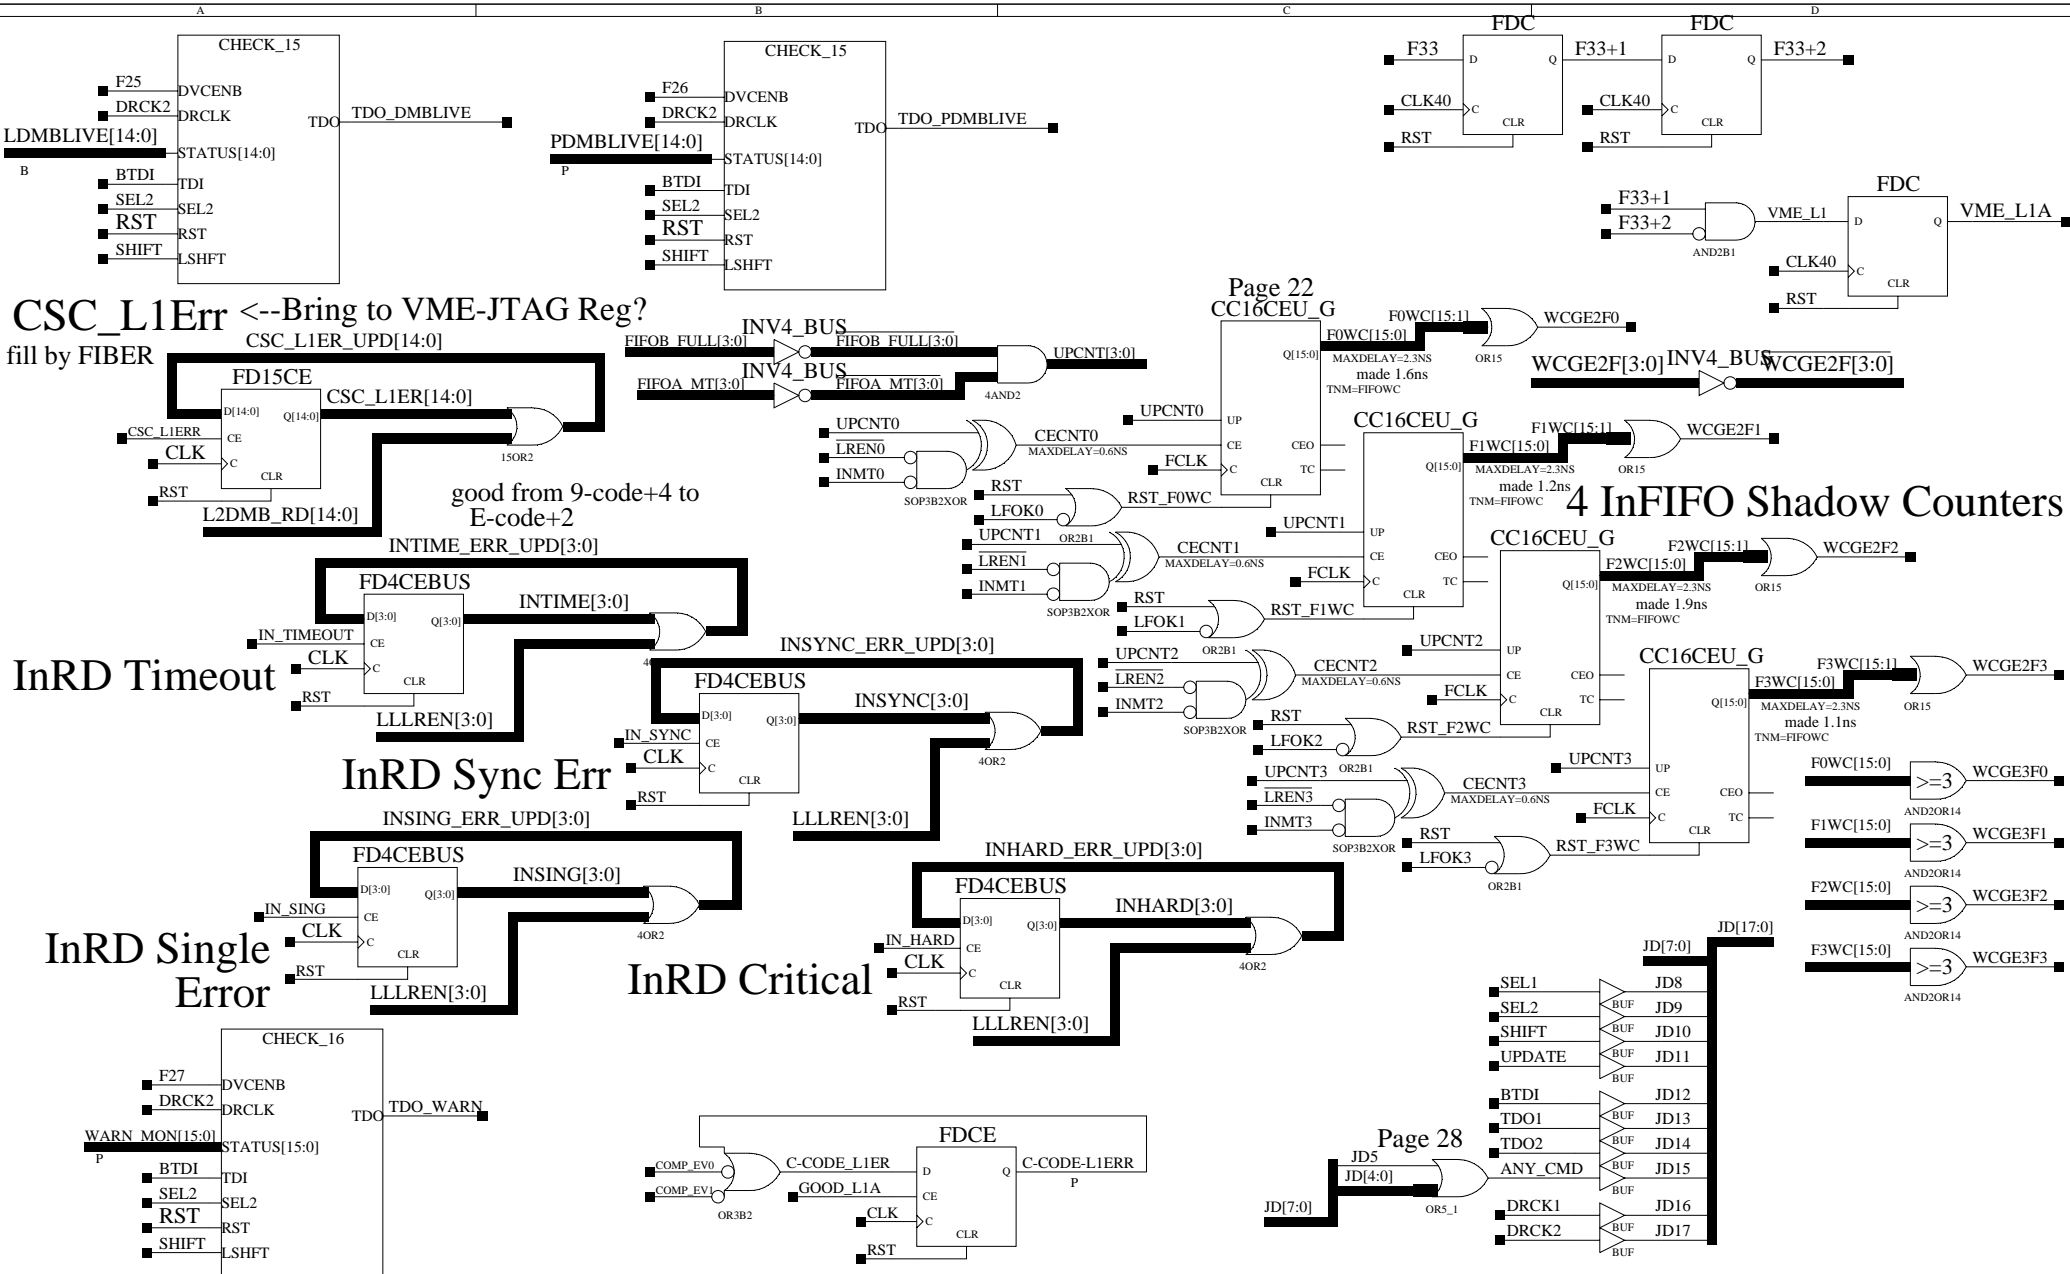 A
B
C
D
CHECK_15
F25
DVCENB
DRCK2
DRCLK
TDO
TDO_DMBLIVE
LDMBLIVE[14:0]
STATUS[14:0]
B
BTDI
TDI
SEL2
SEL2
RST
RST
SHIFT
LSHFT
CHECK_15
F26
DVCENB
DRCK2
DRCLK
TDO
TDO_PDMBLIVE
PDMBLIVE[14:0]
STATUS[14:0]
P
BTDI
TDI
SEL2
SEL2
RST
RST
SHIFT
LSHFT
FDC
F33
D
Q
F33+1
CLK40
C
CLR
RST
FDC
D
Q
F33+2
CLK40
C
CLR
RST
F33+1
F33+2
VME_L1
AND2B1
FDC
D
Q
VME_L1A
CLK40
C
CLR
RST
CSC_L1Err <--Bring to VME-JTAG Reg?
fill by FIBER
CSC_L1ER_UPD[14:0]
FD15CE
D[14:0]
Q[14:0]
CSC_L1ER[14:0]
CSC_L1ERR
CE
CLK
C
CLR
RST
15OR2
L2DMB_RD[14:0]
good from 9-code+4 to
E-code+2
INV4_BUS
FIFOB_FULL[3:0]
FIFOB_FULL[3:0]
INV4_BUS
FIFOA_MT[3:0]
FIFOA_MT[3:0]
UPCNT[3:0]
4AND2
Page 22
CC16CEU_G
F0WC[15:1]
F0WC[15:0]
Q[15:0]
MAXDELAY=2.3NS
made 1.6ns
TNM=FIFOWC
OR15
WCGE2F0
UPCNT0
UP
UPCNT0
LREN0
INMT0
CECNT0
MAXDELAY=0.6NS
SOP3B2XOR
CE
CEO
FCLK
C
TC
CLR
RST
LFOK0
RST_F0WC
OR2B1
WCGE2F[3:0]
INV4_BUS
WCGE2F[3:0]
CC16CEU_G
F1WC[15:1]
F1WC[15:0]
Q[15:0]
MAXDELAY=2.3NS
made 1.2ns
TNM=FIFOWC
OR15
WCGE2F1
4 InFIFO Shadow Counters
UPCNT1
UP
UPCNT1
LREN1
INMT1
CECNT1
MAXDELAY=0.6NS
SOP3B2XOR
CE
CEO
FCLK
C
TC
CLR
RST
LFOK1
RST_F1WC
OR2B1
CC16CEU_G
F2WC[15:1]
F2WC[15:0]
Q[15:0]
MAXDELAY=2.3NS
made 1.9ns
TNM=FIFOWC
OR15
WCGE2F2
UPCNT2
UP
UPCNT2
LREN2
INMT2
CECNT2
MAXDELAY=0.6NS
SOP3B2XOR
CE
CEO
FCLK
C
TC
CLR
RST
LFOK2
RST_F2WC
OR2B1
CC16CEU_G
F3WC[15:1]
F3WC[15:0]
Q[15:0]
MAXDELAY=2.3NS
made 1.1ns
TNM=FIFOWC
OR15
WCGE2F3
UPCNT3
UP
UPCNT3
LREN3
INMT3
CECNT3
MAXDELAY=0.6NS
SOP3B2XOR
CE
CEO
FCLK
C
TC
CLR
RST
LFOK3
RST_F3WC
OR2B1
InRD Timeout
INTIME_ERR_UPD[3:0]
FD4CEBUS
D[3:0]
Q[3:0]
INTIME[3:0]
IN_TIMEOUT
CE
CLK
C
CLR
RST
LLLREN[3:0]
InRD Sync Err
INSYNC_ERR_UPD[3:0]
FD4CEBUS
D[3:0]
Q[3:0]
INSYNC[3:0]
IN_SYNC
CE
CLK
C
CLR
RST
4OR2
LLLREN[3:0]
InRD Single
Error
INSING_ERR_UPD[3:0]
FD4CEBUS
D[3:0]
Q[3:0]
INSING[3:0]
IN_SING
CE
CLK
C
CLR
RST
4OR2
LLLREN[3:0]
InRD Critical
INHARD_ERR_UPD[3:0]
FD4CEBUS
D[3:0]
Q[3:0]
INHARD[3:0]
IN_HARD
CE
CLK
C
CLR
RST
4OR2
LLLREN[3:0]
F0WC[15:0]
>=3
WCGE3F0
AND2OR14
F1WC[15:0]
>=3
WCGE3F1
AND2OR14
F2WC[15:0]
>=3
WCGE3F2
AND2OR14
F3WC[15:0]
>=3
WCGE3F3
AND2OR14
CHECK_16
F27
DVCENB
DRCK2
DRCLK
TDO
TDO_WARN
WARN_MON[15:0]
STATUS[15:0]
P
BTDI
TDI
SEL2
SEL2
RST
RST
SHIFT
LSHFT
COMP_EV0
COMP_EV1
OR3B2
C-CODE_L1ER
GOOD_L1A
FDCE
D
Q
C-CODE-L1ERR
P
CE
CLK
C
CLR
RST
JD[17:0]
JD[7:0]
SEL1
BUF
JD8
SEL2
BUF
JD9
SHIFT
BUF
JD10
UPDATE
BUF
JD11
BTDI
BUF
JD12
TDO1
BUF
JD13
TDO2
BUF
JD14
Page 28
JD5
JD[4:0]
JD[7:0]
OR5_1
ANY_CMD
BUF
JD15
DRCK1
BUF
JD16
DRCK2
BUF
JD17